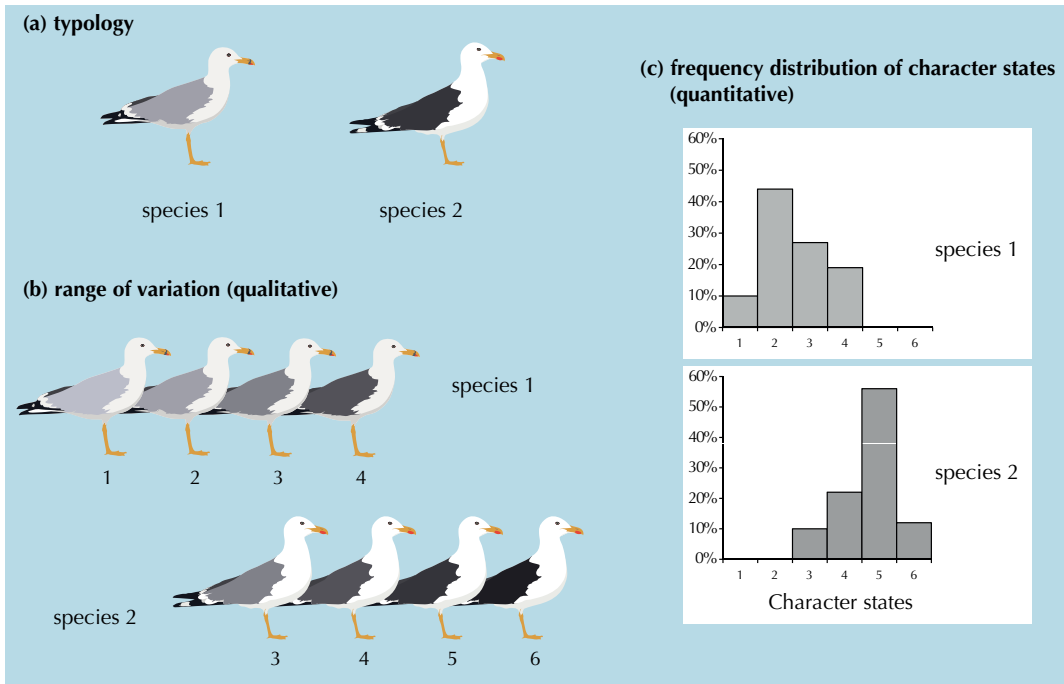 (a) typology
species 1 species 2
(b) range of variation (qualitative)
species 1
1 2 3 4
species 2
3 4 5 6
(c) frequency distribution of character states
(quantitative)
60%
50%
40%
30%
20%
10%
0%
1 2 3 4 5 6
species 1
60%
50%
40%
30%
20%
10%
0%
1 2 3 4 5 6
species 2
Character states